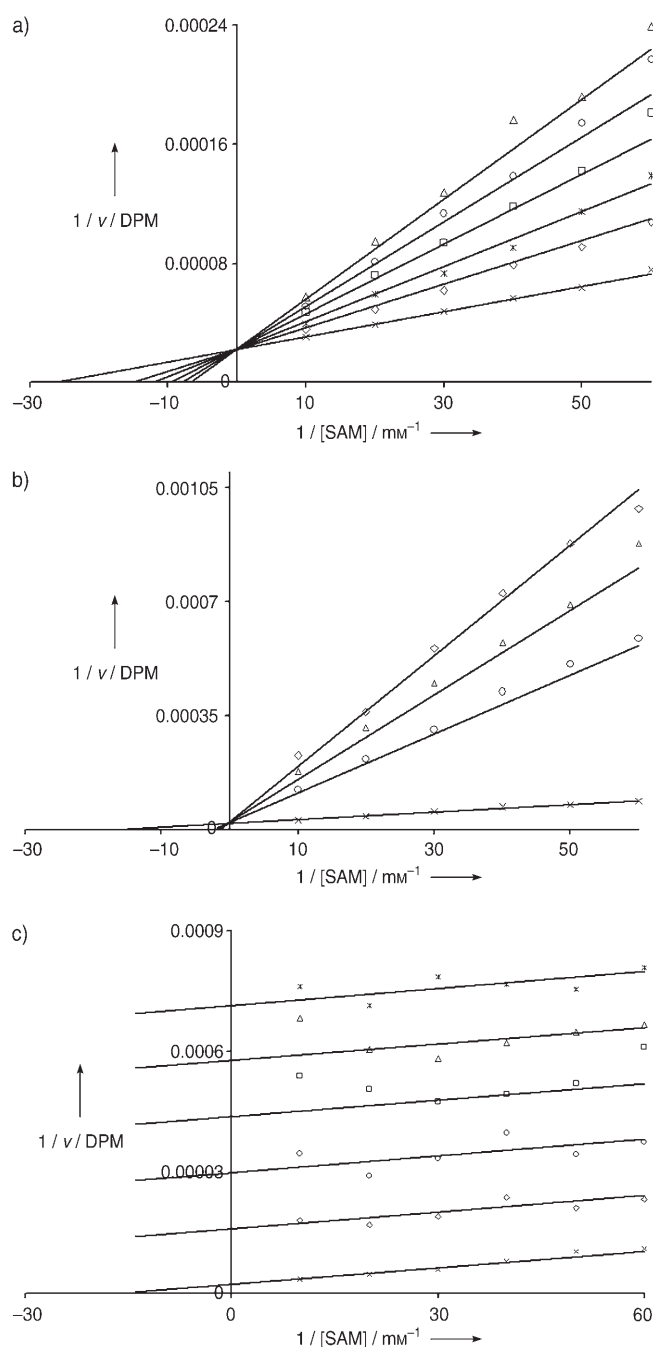 a)
0.00024
0.00016
1 / v / DPM
0.00008
0
−30
−10
10
30
50
1 / [SAM] / mM⁻¹
b)
0.00105
0.0007
1 / v / DPM
0.00035
0
−30
−10
10
30
50
1 / [SAM] / mM⁻¹
c)
0.0009
0.0006
1 / v / DPM
0.00003
0
−30
0
30
60
1 / [SAM] / mM⁻¹